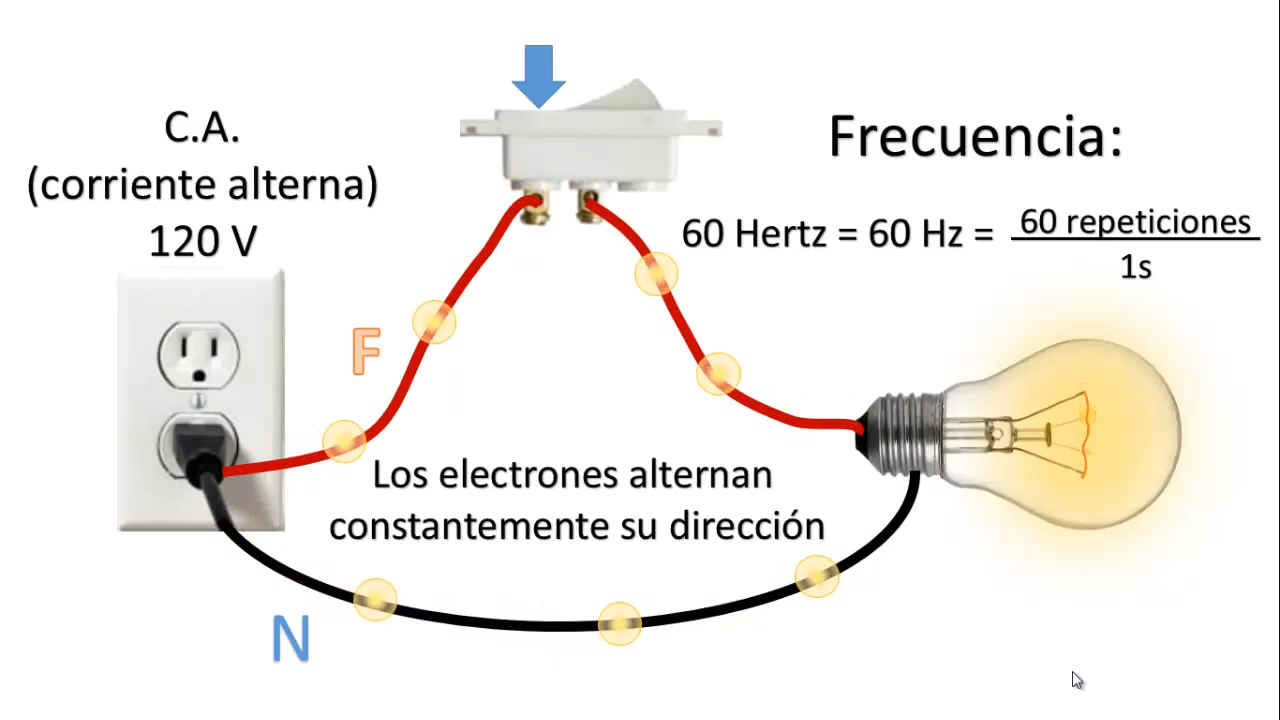 C.A.
(corriente alterna)
120 V
Frecuencia:
60 Hertz = 60 Hz = 60 repeticiones
1s
F
Los electrones alternan
constantemente su dirección
N